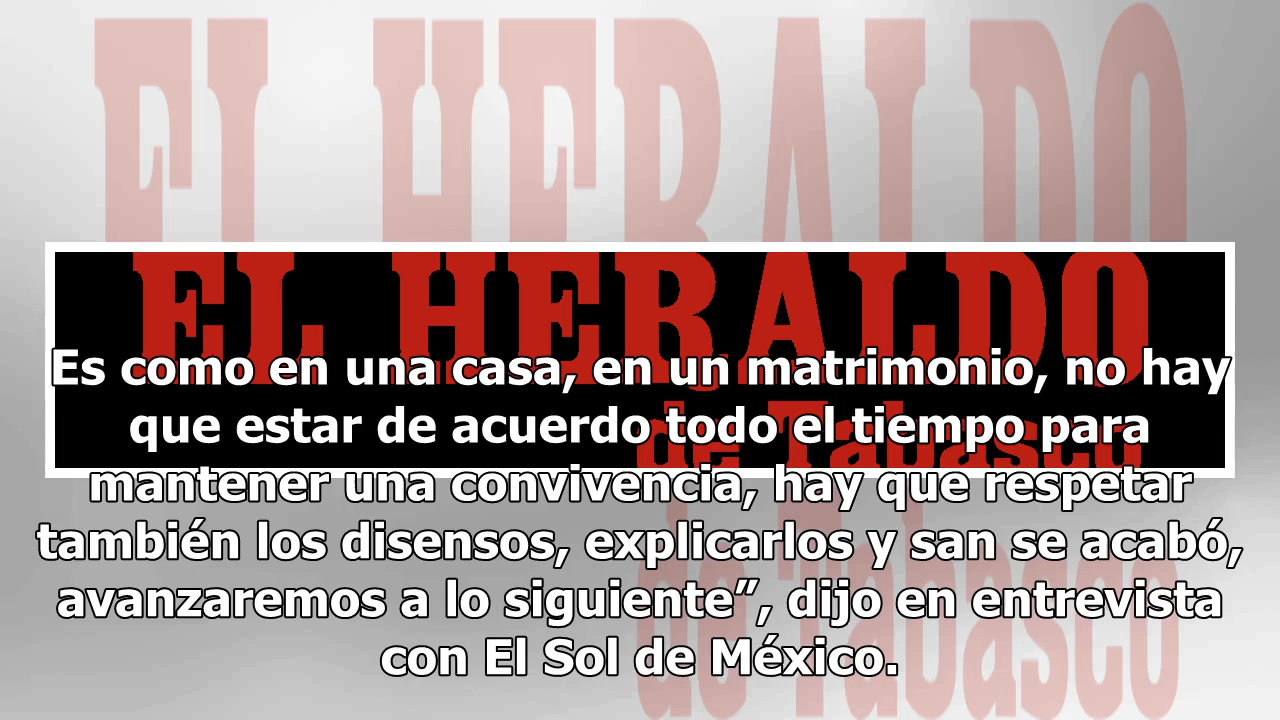 EL HERALDO
EL HERALDO
de Tabasco
Es como en una casa, en un matrimonio, no hay
que estar de acuerdo todo el tiempo para
mantener una convivencia, hay que respetar
también los disensos, explicarlos y san se acabó,
avanzaremos a lo siguiente”, dijo en entrevista
con El Sol de México.
de Tabasco